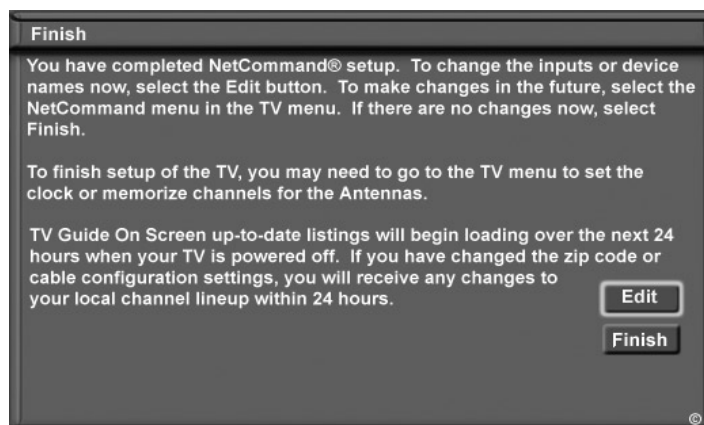 Finish
You have completed NetCommand® setup. To change the inputs or device
names now, select the Edit button. To make changes in the future, select the
NetCommand menu in the TV menu. If there are no changes now, select
Finish.
To finish setup of the TV, you may need to go to the TV menu to set the
clock or memorize channels for the Antennas.
TV Guide On Screen up-to-date listings will begin loading over the next 24
hours when your TV is powered off. If you have changed the zip code or
cable configuration settings, you will receive any changes to
your local channel lineup within 24 hours.
Edit
Finish
©